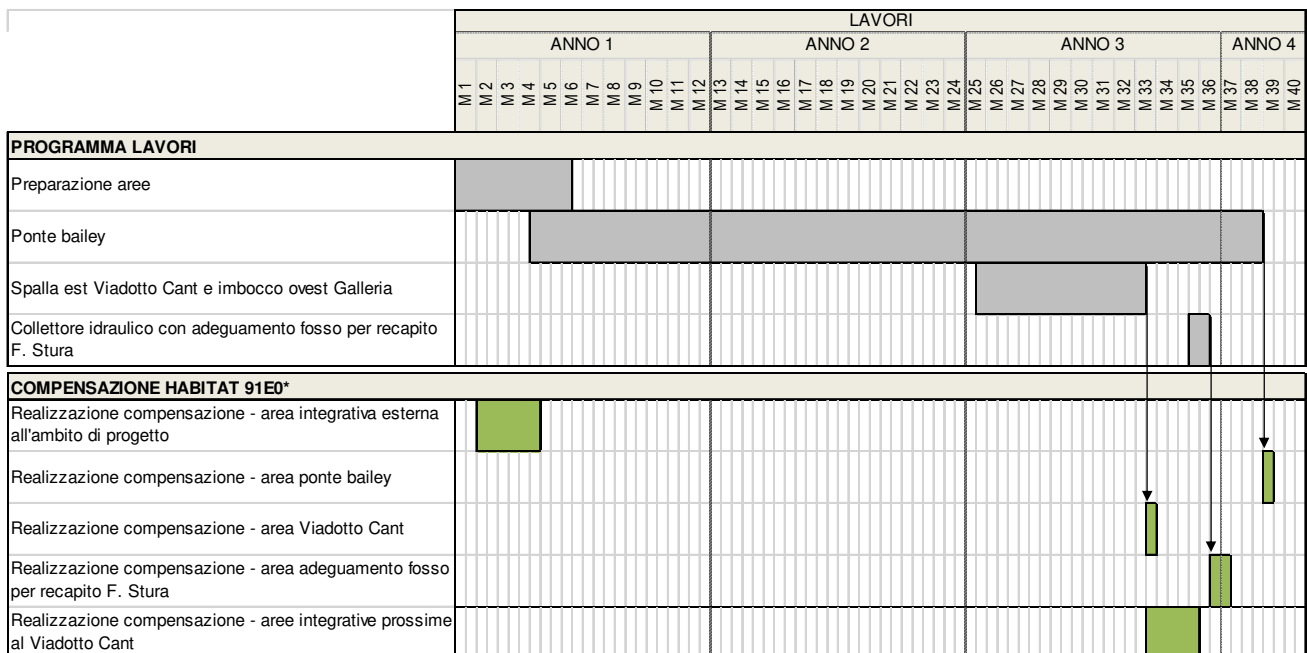 LAVORI
ANNO 1 ANNO 2 ANNO 3 ANNO 4
M 1 M 2 M 3 M 4 M 5 M 6 M 7 M 8 M 9 M 10 M 11 M 12 M 13 M 14 M 15 M 16 M 17 M 18 M 19 M 20 M 21 M 22 M 23 M 24 M 25 M 26 M 27 M 28 M 29 M 30 M 31 M 32 M 33 M 34 M 35 M 36 M 37 M 38 M 39 M 40
PROGRAMMA LAVORI
Preparazione aree
Ponte bailey
Spalla est Viadotto Cant e imbocco ovest Galleria
Collettore idraulico con adeguamento fosso per recapito
F. Stura
COMPENSAZIONE HABITAT 91E0*
Realizzazione compensazione - area integrativa esterna
all'ambito di progetto
Realizzazione compensazione - area ponte bailey
Realizzazione compensazione - area Viadotto Cant
Realizzazione compensazione - area adeguamento fosso
per recapito F. Stura
Realizzazione compensazione - aree integrative prossime
al Viadotto Cant